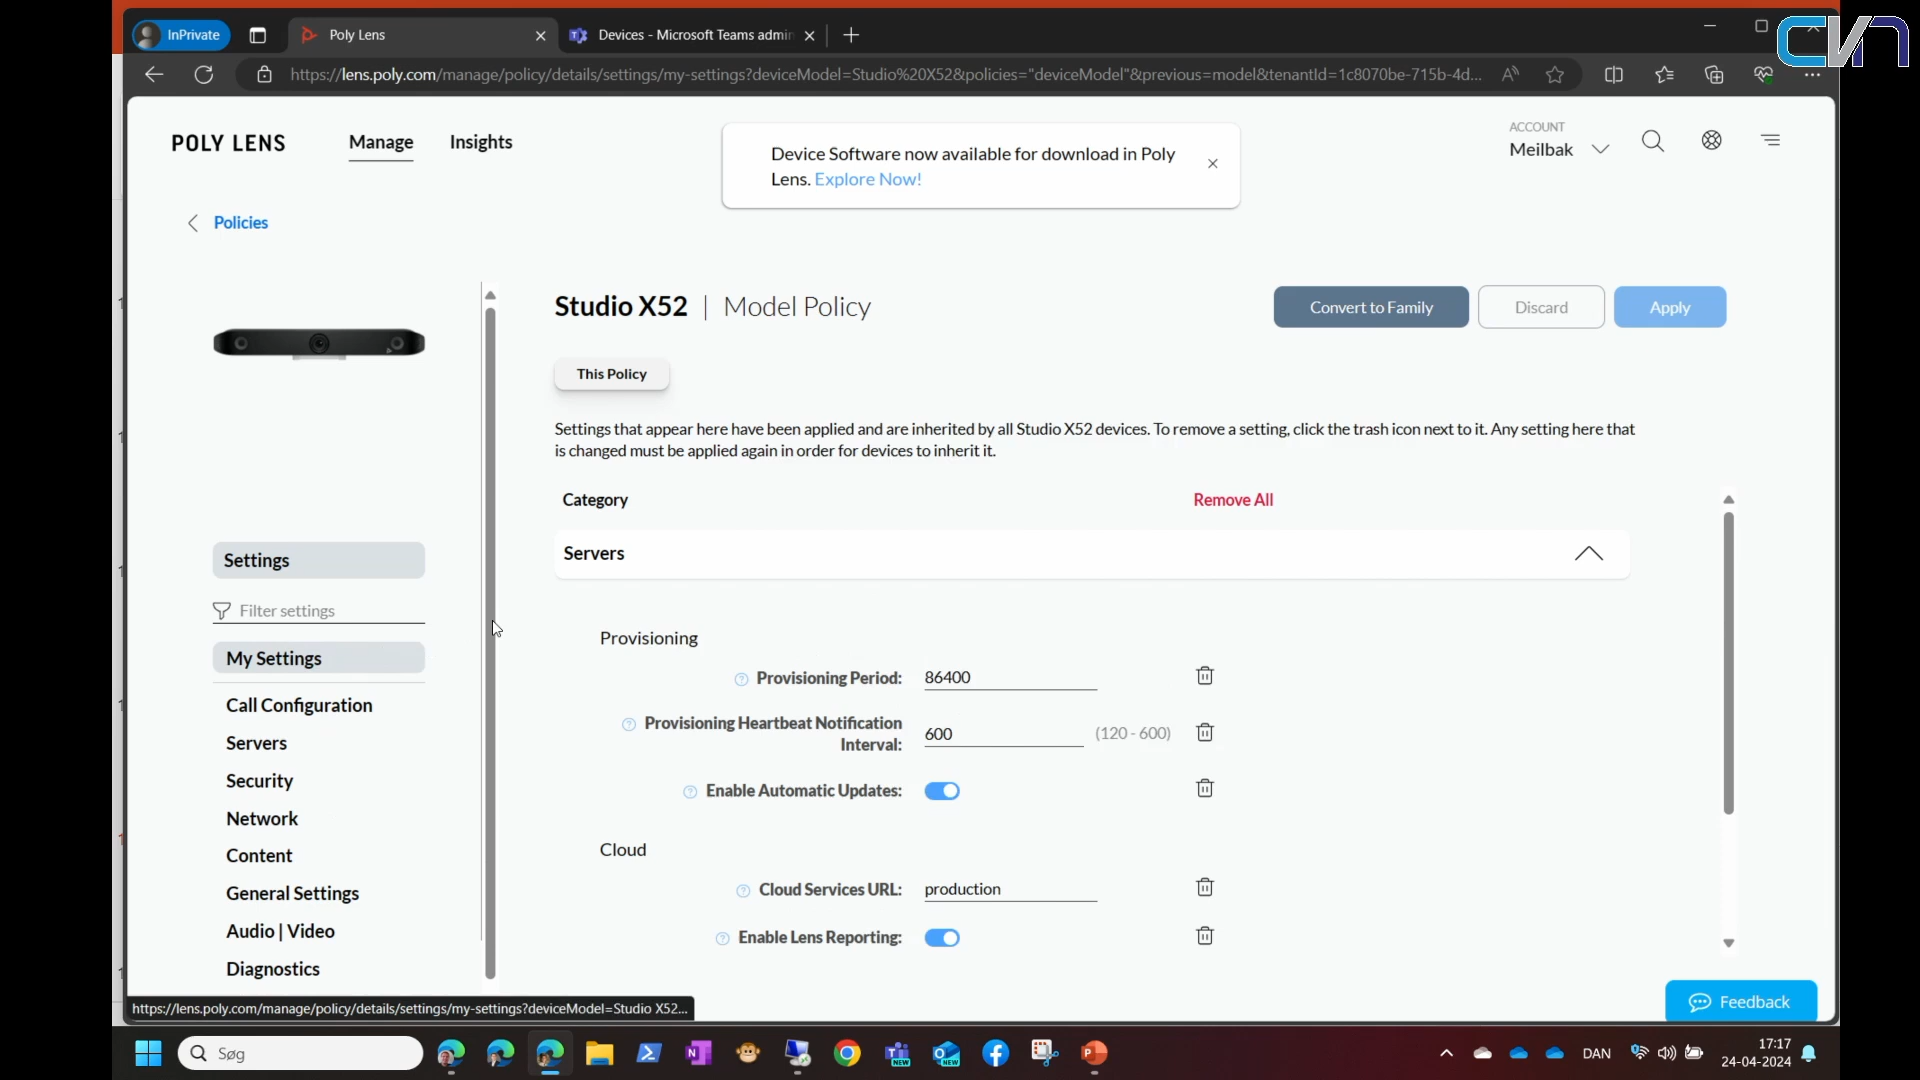 InPrivate
Poly Lens
Devices - Microsoft Teams admin
CVN
https://lens.poly.com/manage/policy/details/settings/my-settings?deviceModel=Studio%20X52&policies="deviceModel"&previous=model&tenantId=1c8070be-715b-4d...
POLY LENS
Manage
Insights
Device Software now available for download in Poly
Lens. Explore Now!
ACCOUNT
Meilbak
Policies
Studio X52 | Model Policy
Convert to Family
Discard
Apply
This Policy
Settings that appear here have been applied and are inherited by all Studio X52 devices. To remove a setting, click the trash icon next to it. Any setting here that
is changed must be applied again in order for devices to inherit it.
Category
Remove All
Servers
Settings
Filter settings
My Settings
Call Configuration
Servers
Security
Network
Content
General Settings
Audio | Video
Diagnostics
Provisioning
Provisioning Period: 86400
Provisioning Heartbeat Notification
Interval: 600 (120 - 600)
Enable Automatic Updates:
Cloud
Cloud Services URL: production
Enable Lens Reporting:
Feedback
https://lens.poly.com/manage/policy/details/settings/my-settings?deviceModel=Studio X52...
Søg
NEW
NEW
DAN
17:17
24-04-2024